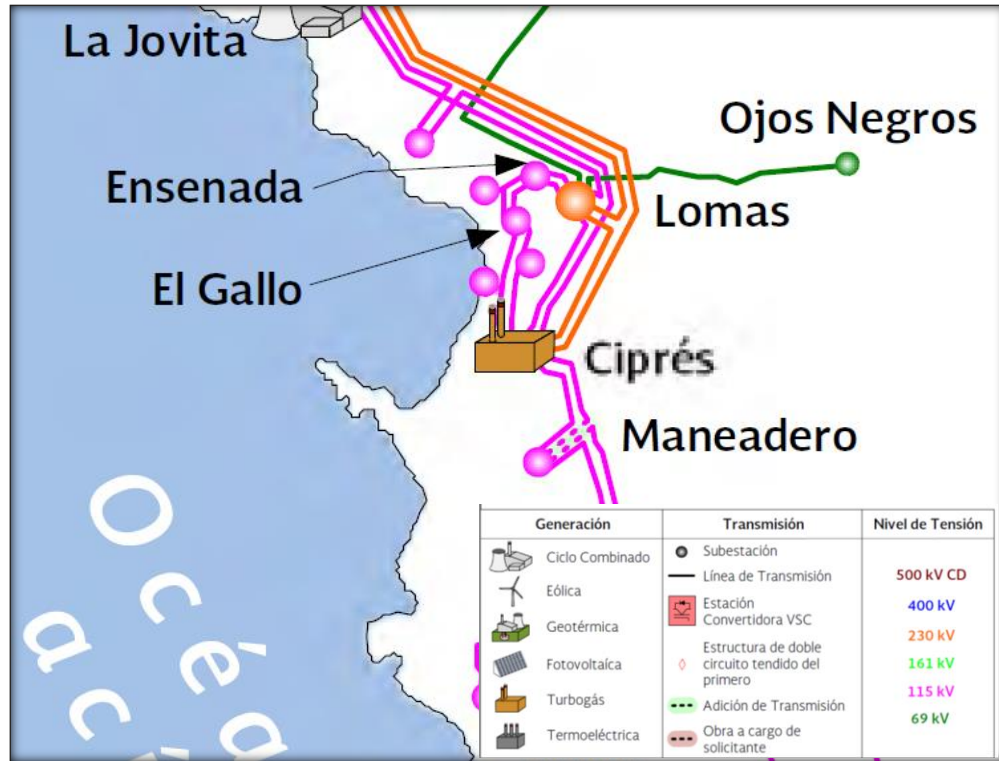 La Jovita
Ojos Negros
Ensenada
Lomas
El Gallo
Ciprés
Maneadero
Océa
ací
Generación
Transmisión
Nivel de Tensión
Ciclo Combinado
Eólica
Geotérmica
Fotovoltaíca
Turbogás
Termoeléctrica
Subestación
Línea de Transmisión
Estación
Convertidora VSC
Estructura de doble
circuito tendido del
primero
Adición de Transmisión
Obra a cargo de
solicitante
500 kV CD
400 kV
230 kV
161 kV
115 kV
69 kV